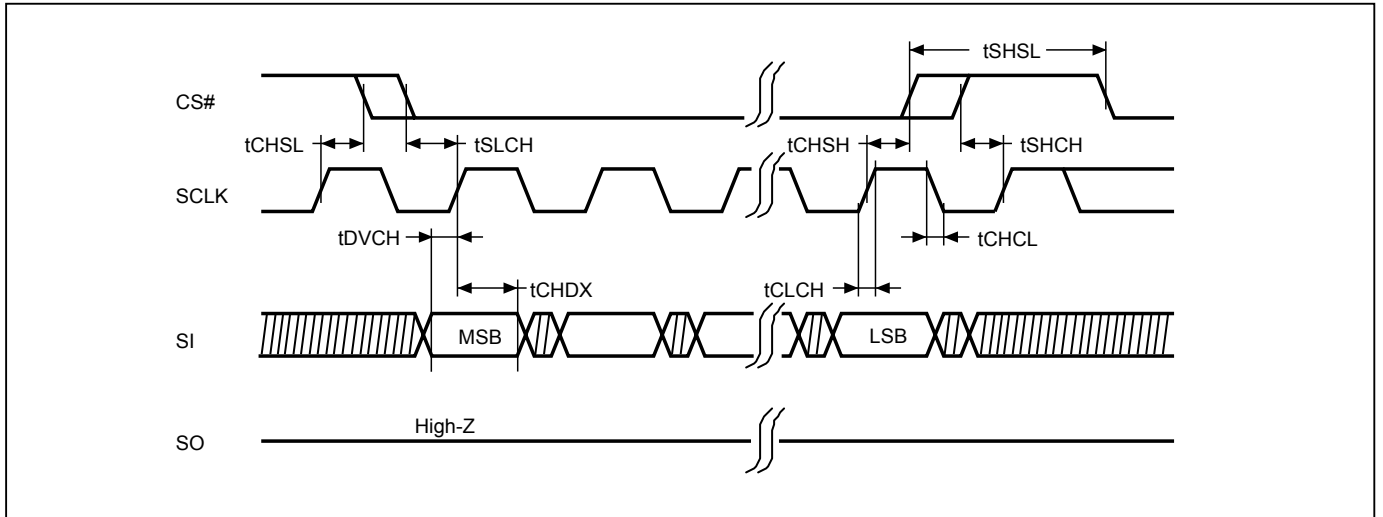 tSHSL
CS#
tCHSL
tSLCH
tCHSH
tSHCH
SCLK
tDVCH
tCHCL
tCHDX
tCLCH
SI
MSB
LSB
High-Z
SO